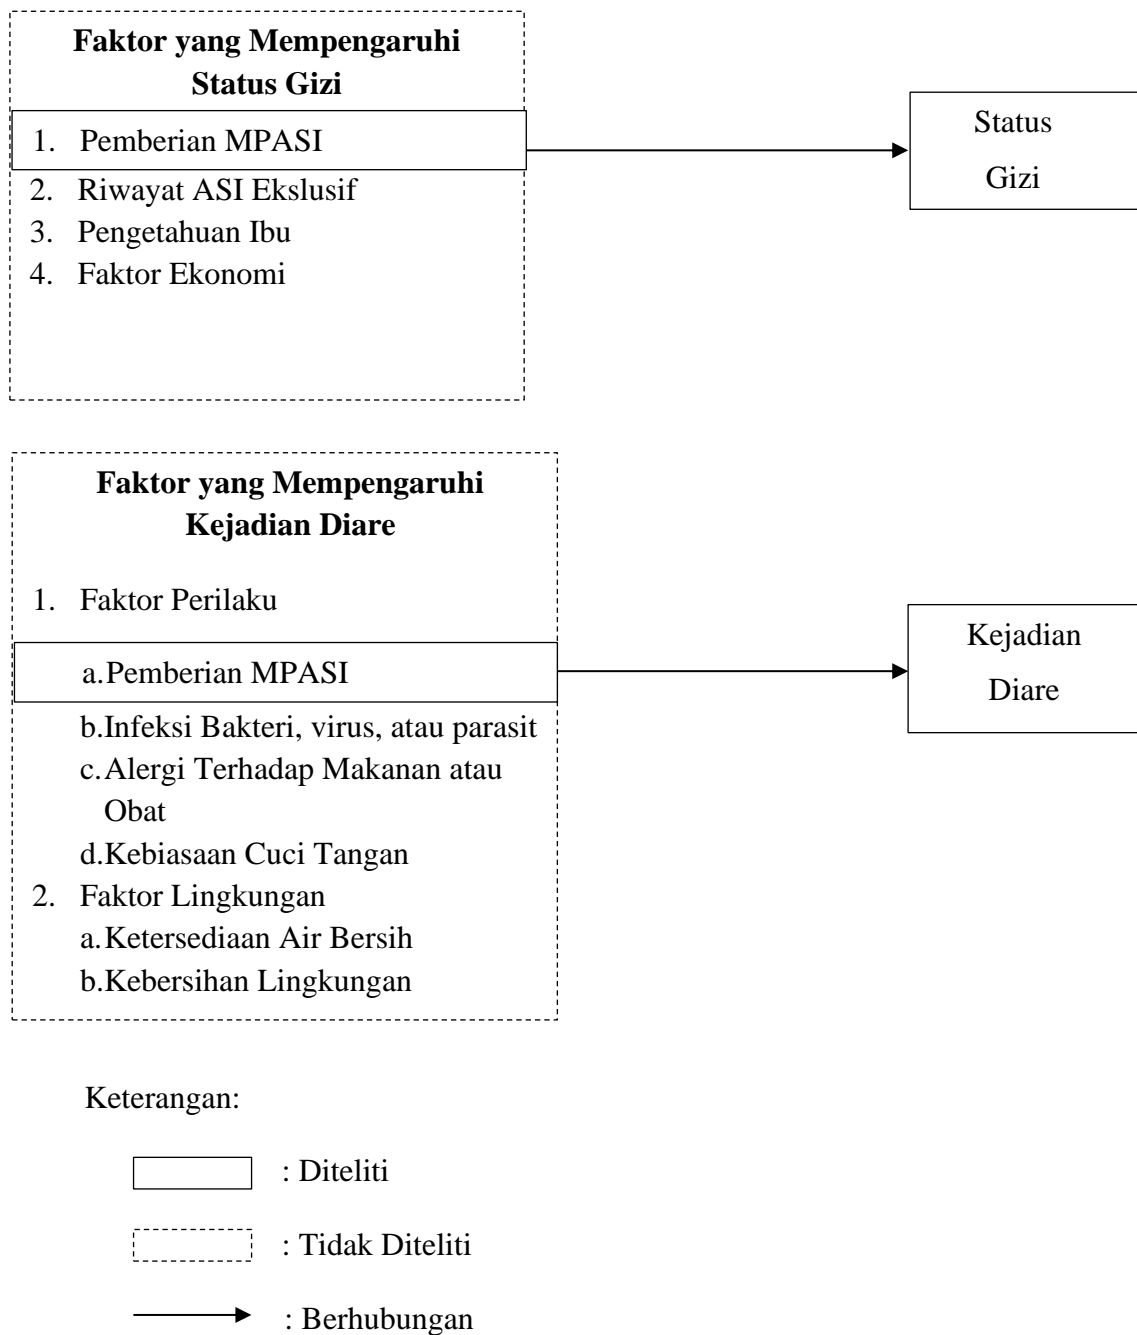 Faktor yang Mempengaruhi
Status Gizi
1. Pemberian MPASI
2. Riwayat ASI Ekslusif
3. Pengetahuan Ibu
4. Faktor Ekonomi
Status
Gizi
Faktor yang Mempengaruhi
Kejadian Diare
1. Faktor Perilaku
a. Pemberian MPASI
b. Infeksi Bakteri, virus, atau parasit
c. Alergi Terhadap Makanan atau
Obat
d. Kebiasaan Cuci Tangan
2. Faktor Lingkungan
a. Ketersediaan Air Bersih
b. Kebersihan Lingkungan
Kejadian
Diare
Keterangan:
: Diteliti
: Tidak Diteliti
: Berhubungan